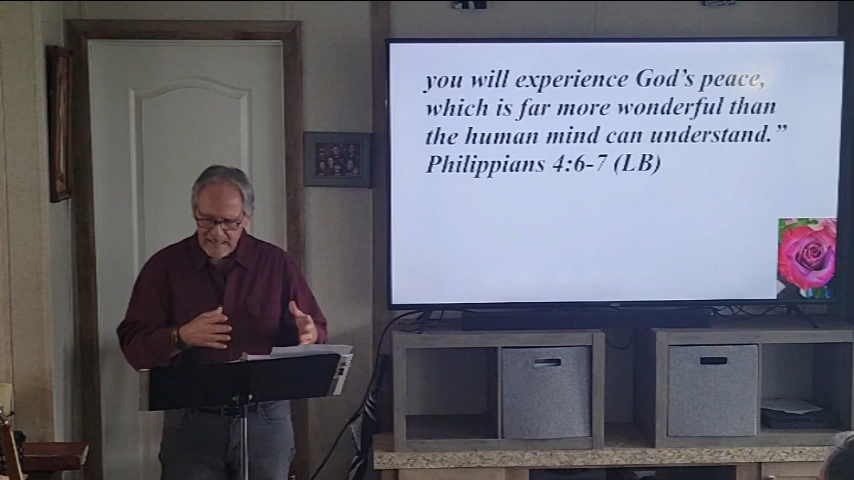 you will experience God's peace,
which is far more wonderful than
the human mind can understand.”
Philippians 4:6-7 (LB)